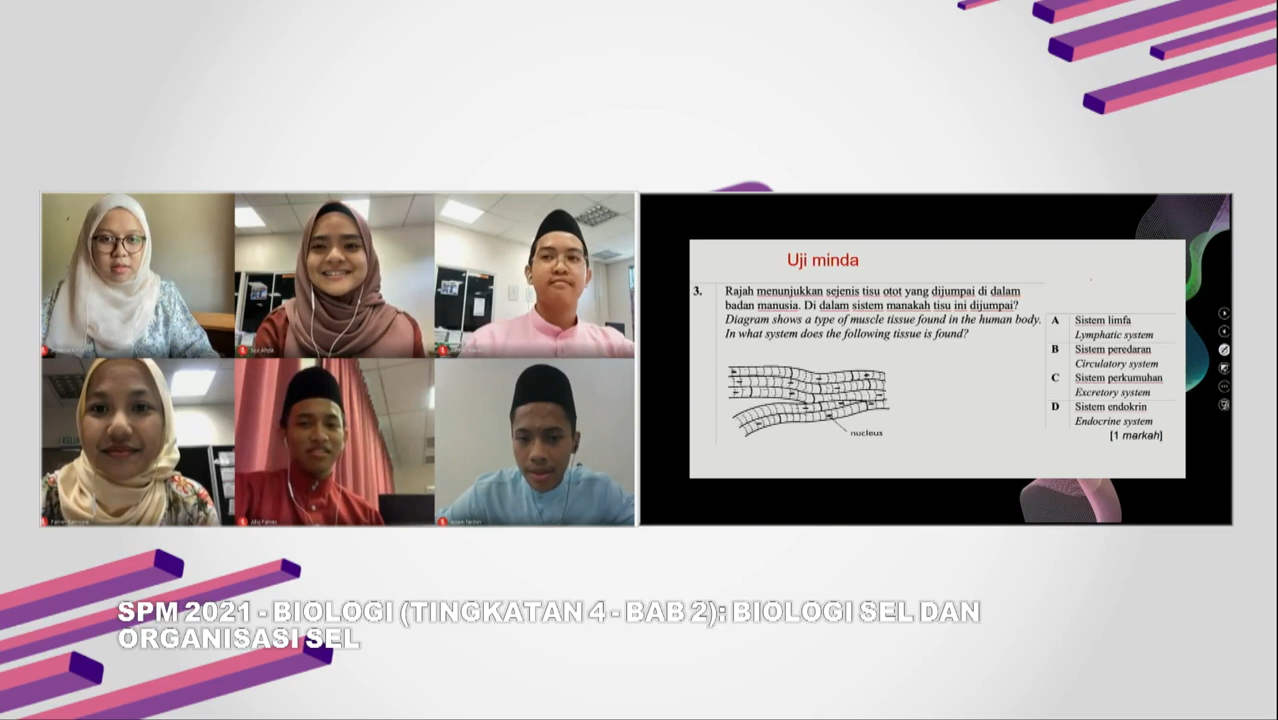 Uji minda
3. Rajah menunjukkan sejenis tisu otot yang dijumpai di dalam
badan manusia. Di dalam sistem manakah tisu ini dijumpai?
Diagram shows a type of muscle tissue found in the human body.
In what system does the following tissue is found?
nucleus
A Sistem limfa
Lymphatic system
B Sistem peredaran
Circulatory system
C Sistem perkumuhan
Excretory system
D Sistem endokrin
Endocrine system
[1 markah]
SPM 2021 - BIOLOGI (TINGKATAN 4 - BAB 2): BIOLOGI SEL DAN
ORGANISASI SEL